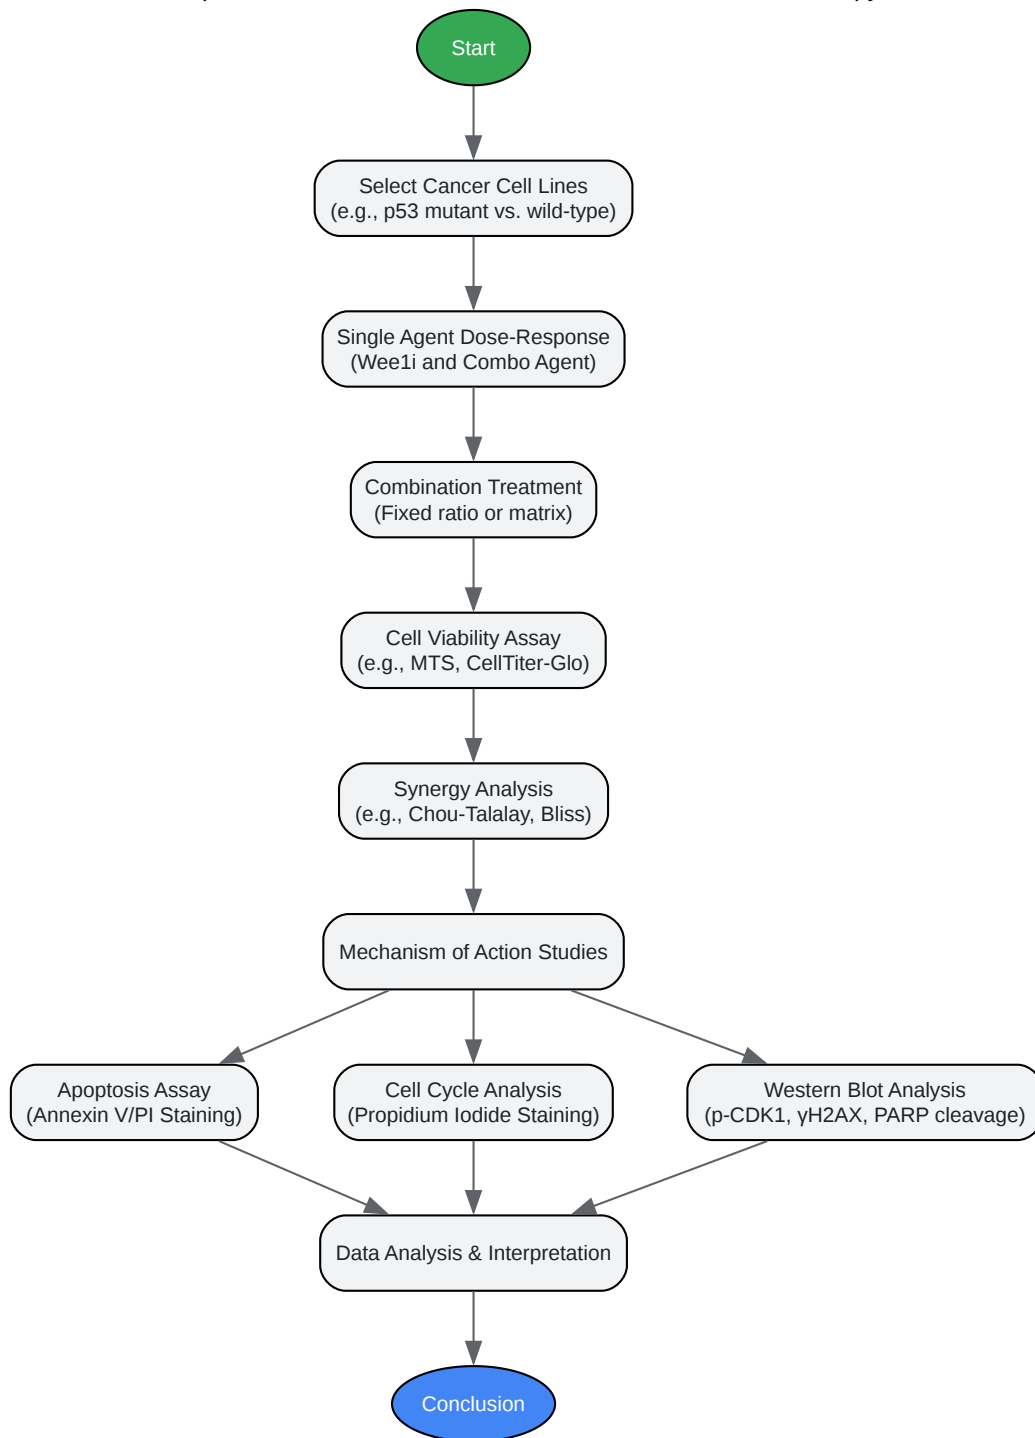 Start
Select Cancer Cell Lines
(e.g., p53 mutant vs. wild-type)
Single Agent Dose-Response
(Wee1i and Combo Agent)
Combination Treatment
(Fixed ratio or matrix)
Cell Viability Assay
(e.g., MTS, CellTiter-Glo)
Synergy Analysis
(e.g., Chou-Talalay, Bliss)
Mechanism of Action Studies
Apoptosis Assay
(Annexin V/PI Staining)
Cell Cycle Analysis
(Propidium Iodide Staining)
Western Blot Analysis
(p-CDK1, γH2AX, PARP cleavage)
Data Analysis & Interpretation
Conclusion